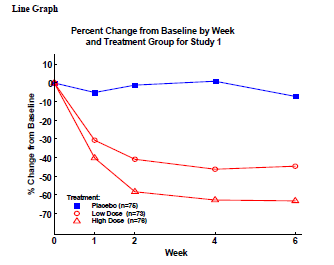 Line Graph
Percent Change from Baseline by Week
and Treatment Group for Study 1
% Change from Baseline
10
0
-10
-20
-30
-40
-50
-60
-70
Treatment:
Placebo (n=75)
Low Dose (n=73)
High Dose (n=76)
0 1 2 4 6
Week